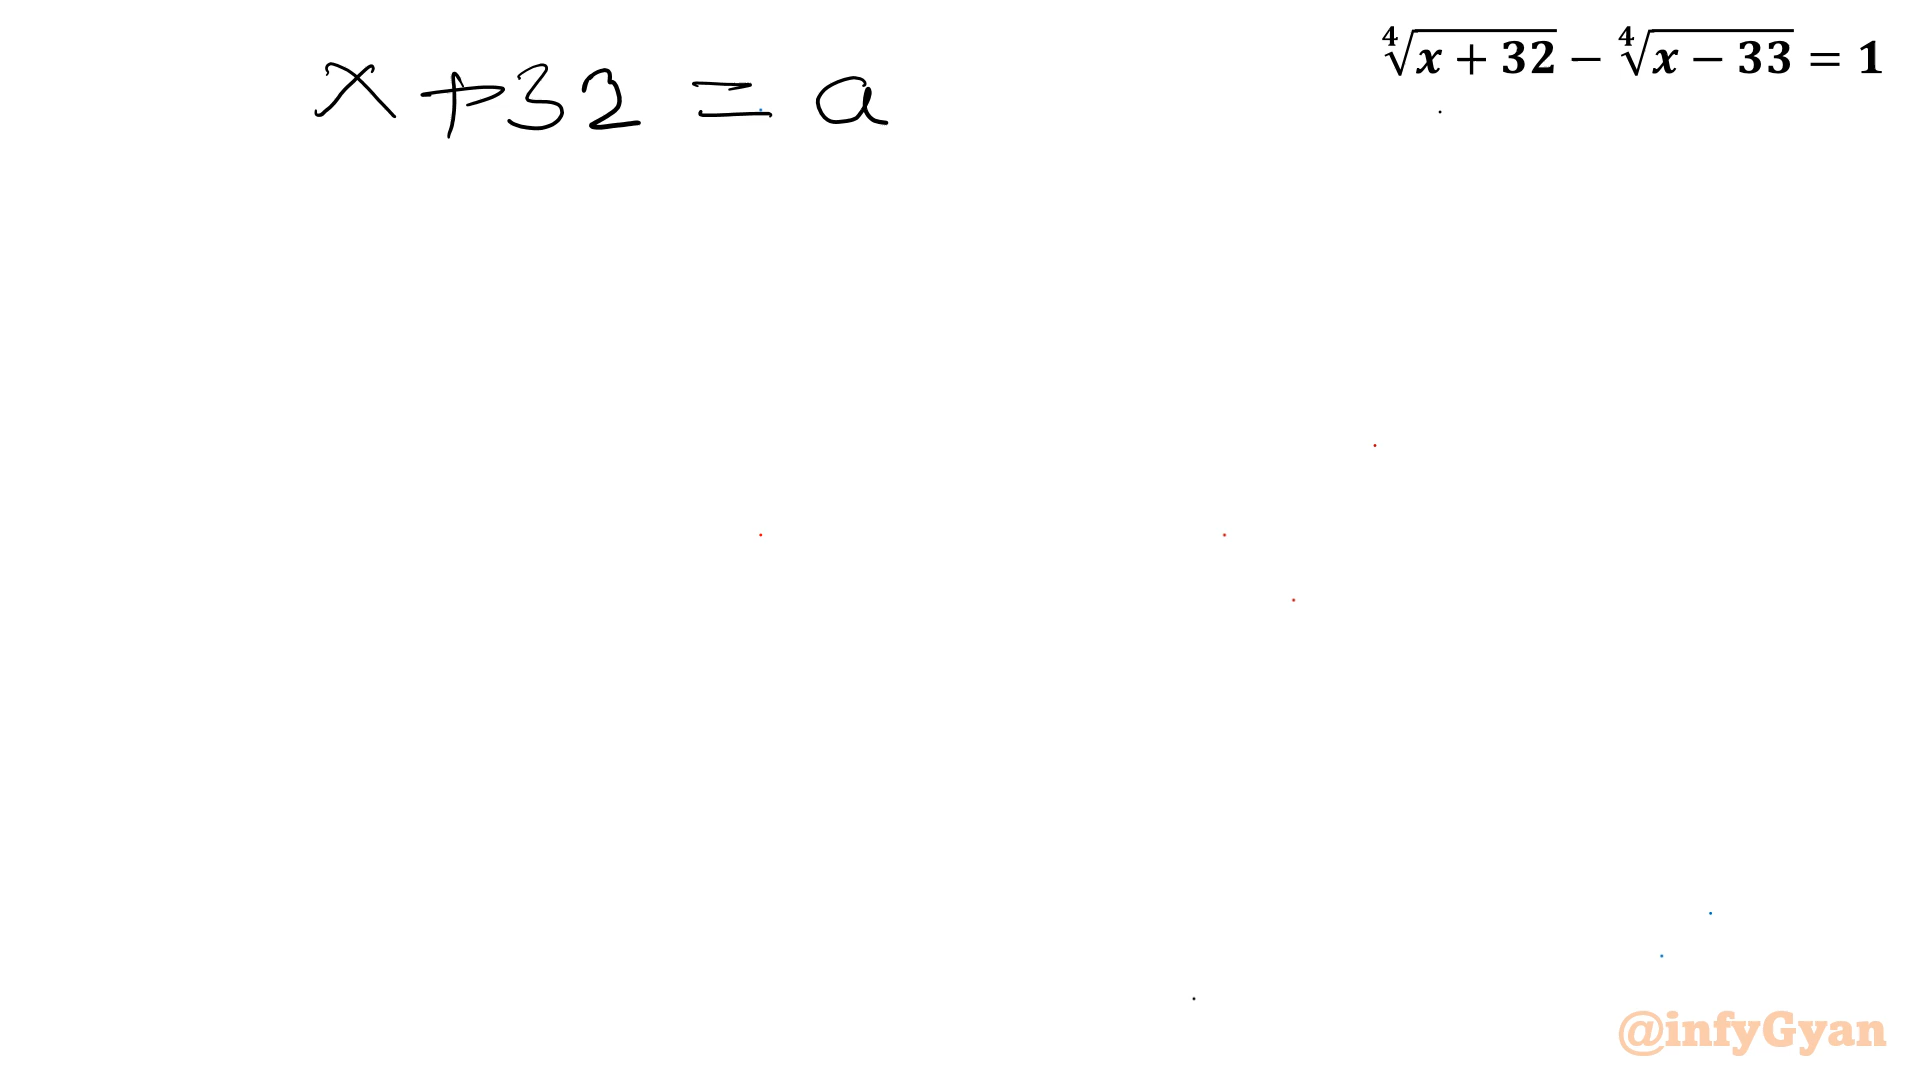 x + 32 = a
∜(x + 32) − ∜(x − 33) = 1
@infyGyan